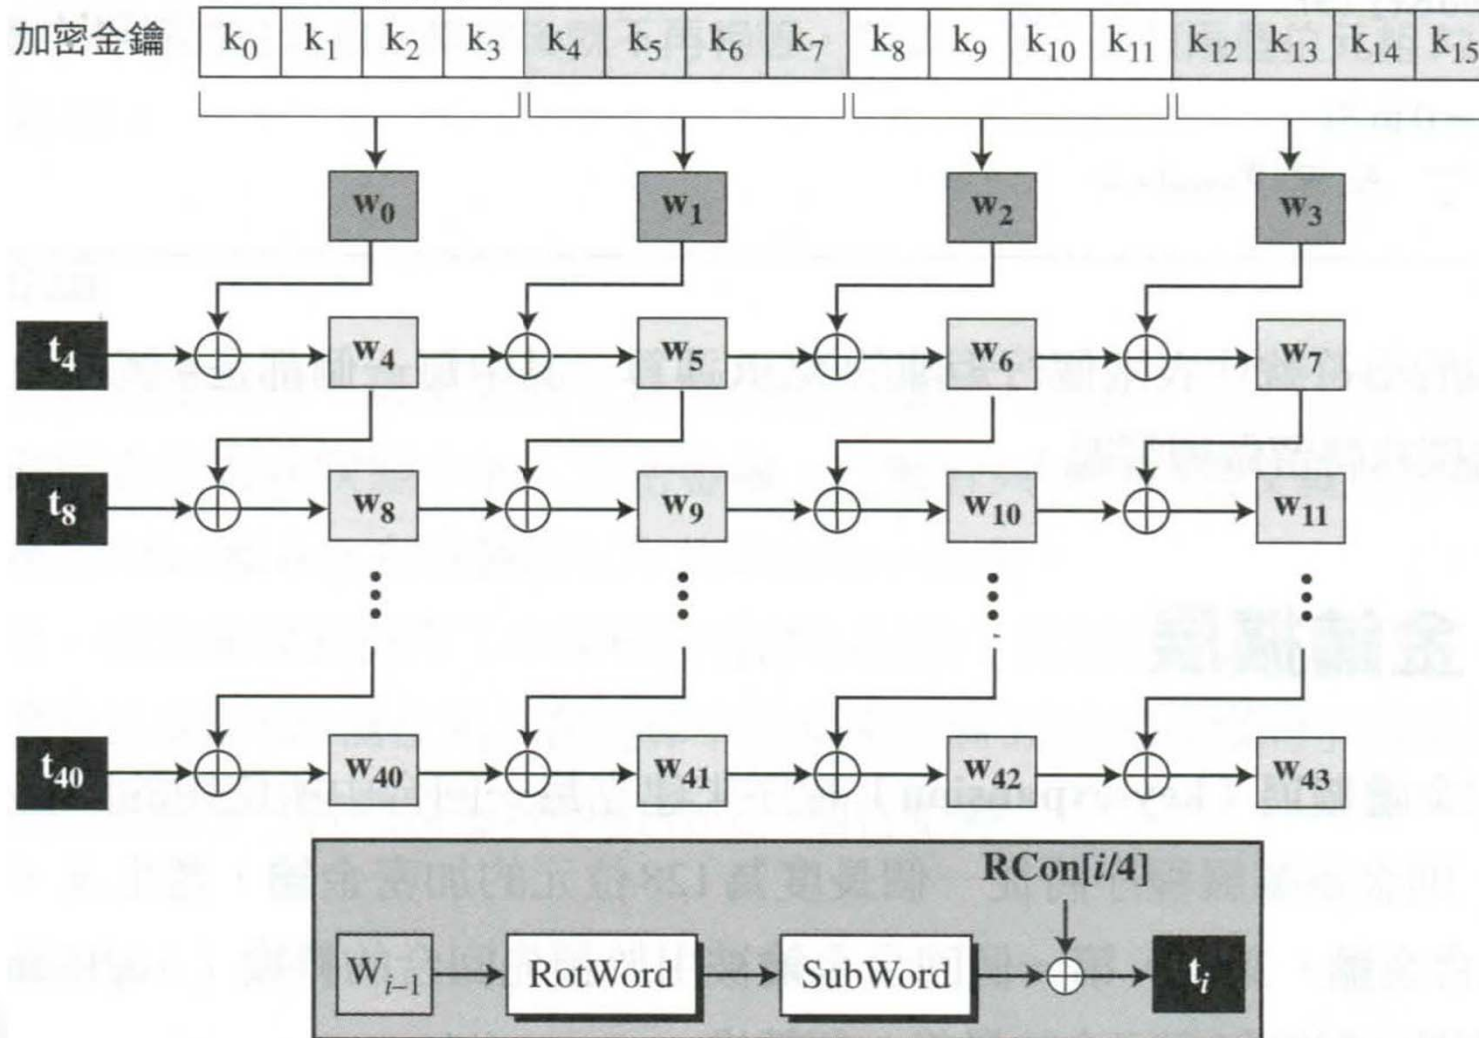 加密金鑰 k0 k1 k2 k3 k4 k5 k6 k7 k8 k9 k10 k11 k12 k13 k14 k15
w0 w1 w2 w3
t4 w4 w5 w6 w7
t8 w8 w9 w10 w11
t40 w40 w41 w42 w43
RCon[i/4]
Wi–1 RotWord SubWord ti